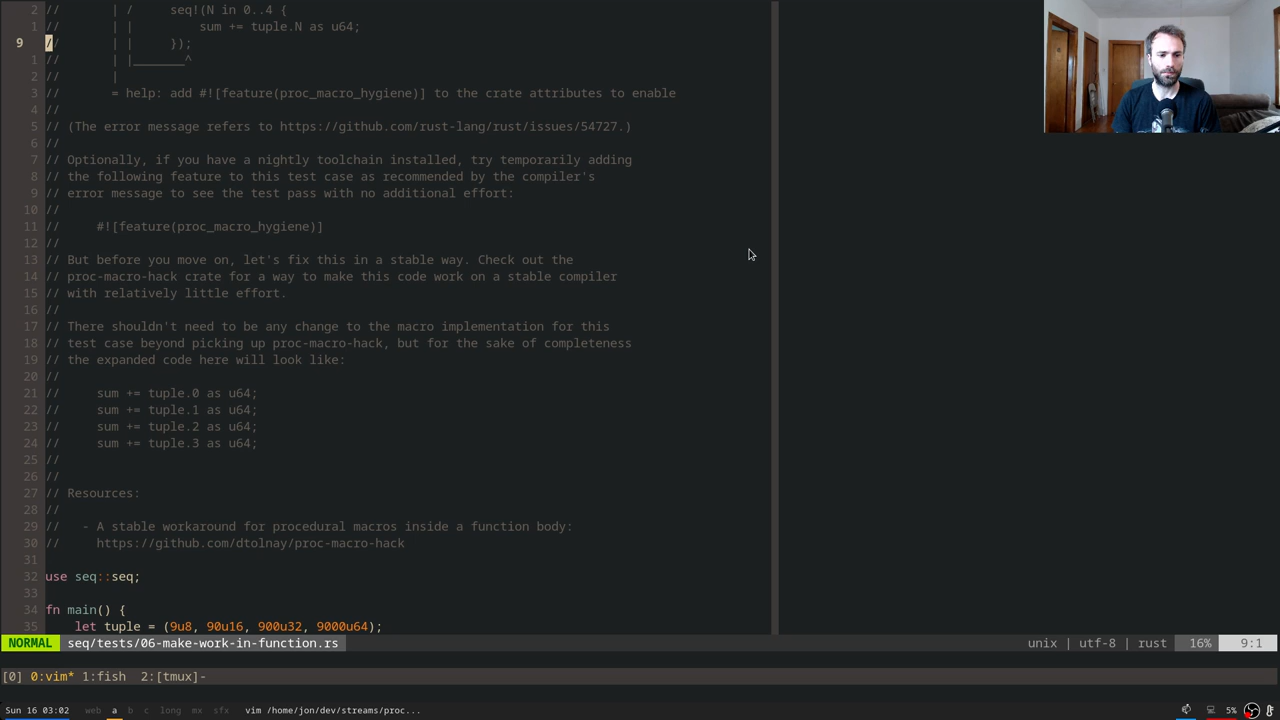 2 //       | /     seq!(N in 0..4 {
1 //       | |         sum += tuple.N as u64;
9 //       | |     });
1 //       | |_______^
2 //       |
3 //       = help: add #![feature(proc_macro_hygiene)] to the crate attributes to enable
4 //
5 // (The error message refers to https://github.com/rust-lang/rust/issues/54727.)
6 //
7 // Optionally, if you have a nightly toolchain installed, try temporarily adding
8 // the following feature to this test case as recommended by the compiler's
9 // error message to see the test pass with no additional effort:
10 //
11 //     #![feature(proc_macro_hygiene)]
12 //
13 // But before you move on, let's fix this in a stable way. Check out the
14 // proc-macro-hack crate for a way to make this code work on a stable compiler
15 // with relatively little effort.
16 //
17 // There shouldn't need to be any change to the macro implementation for this
18 // test case beyond picking up proc-macro-hack, but for the sake of completeness
19 // the expanded code here will look like:
20 //
21 //     sum += tuple.0 as u64;
22 //     sum += tuple.1 as u64;
23 //     sum += tuple.2 as u64;
24 //     sum += tuple.3 as u64;
25 //
26 //
27 // Resources:
28 //
29 //   - A stable workaround for procedural macros inside a function body:
30 //     https://github.com/dtolnay/proc-macro-hack
31
32 use seq::seq;
33
34 fn main() {
35     let tuple = (9u8, 90u16, 900u32, 9000u64);
NORMAL seq/tests/06-make-work-in-function.rs unix | utf-8 | rust 16% 9:1
[0] 0:vim* 1:fish  2:[tmux]-
Sun 16 03:02 web a b c long mx sfx vim /home/jon/dev/streams/proc... 5%